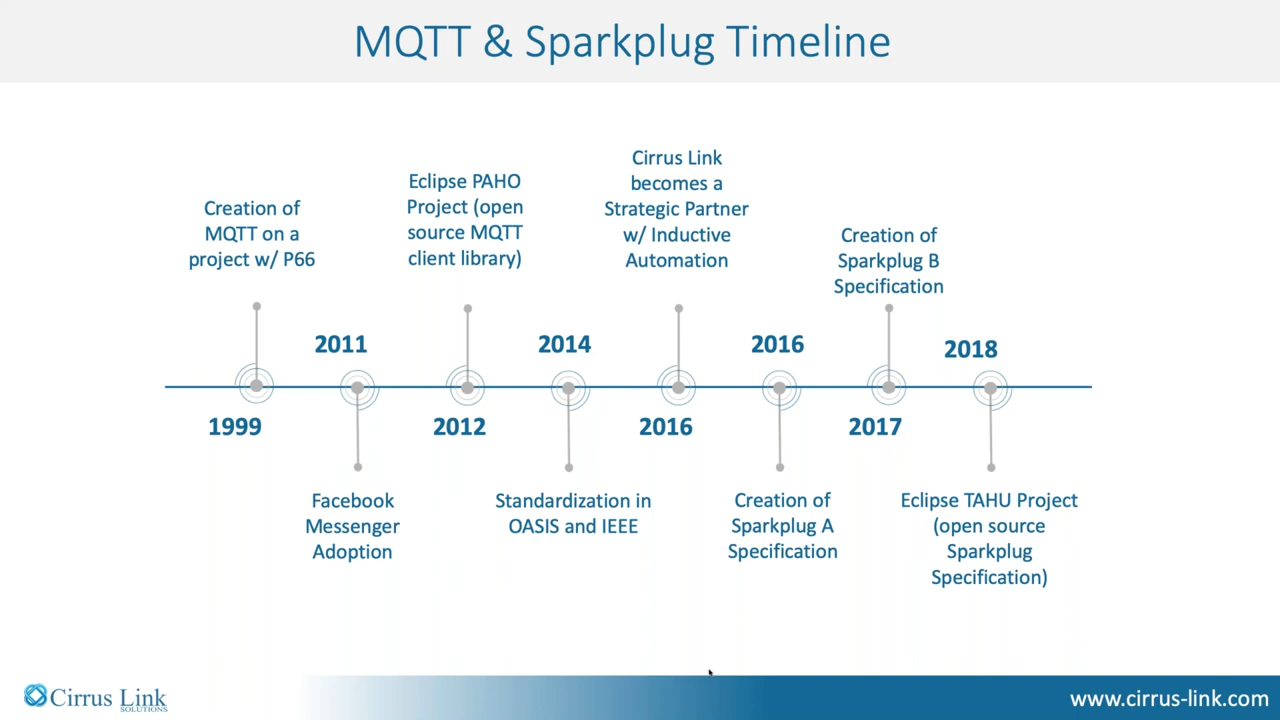 MQTT & Sparkplug Timeline
Creation of
MQTT on a
project w/ P66
1999
2011
Facebook
Messenger
Adoption
Eclipse PAHO
Project (open
source MQTT
client library)
2012
2014
Standardization in
OASIS and IEEE
Cirrus Link
becomes a
Strategic Partner
w/ Inductive
Automation
2016
2016
Creation of
Sparkplug A
Specification
Creation of
Sparkplug B
Specification
2017
2018
Eclipse TAHU Project
(open source
Sparkplug
Specification)
Cirrus Link
SOLUTIONS
www.cirrus-link.com